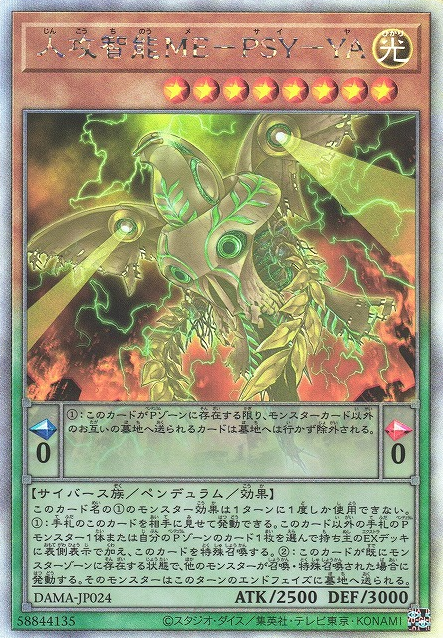 人攻智能ME－PSY－YA
光
①：このカードがPゾーンに存在する限り、モンスターカード以外の
お互いの墓地へ送られるカードは墓地へは行かず除外される。
0
0
【サイバース族／ペンデュラム／効果】
このカード名の①のモンスター効果は１ターンに１度しか使用できない。
①：手札のこのカードを相手に見せて発動できる。このカード以外の手札のP
モンスター１体または自分のPゾーンのカード１枚を選んで持ち主のEXデッキ
に表側表示で加え、このカードを特殊召喚する。②：このカードが既にモン
スターゾーンに存在する状態で、他のモンスターが召喚・特殊召喚された場合に
発動する。そのモンスターはこのターンのエンドフェイズに墓地へ送られる。
DAMA-JP024
ATK/2500 DEF/3000
58844135
©スタジオ・ダイス／集英社・テレビ東京・KONAMI